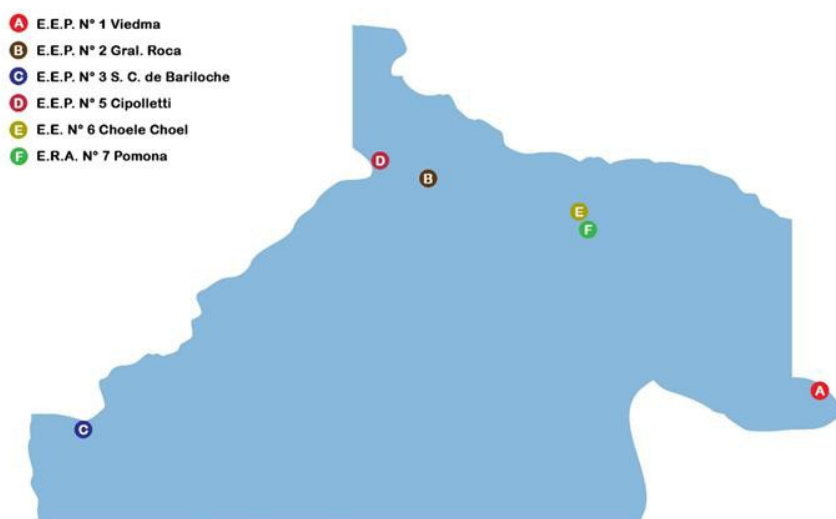 A E.E.P. N° 1 Viedma
B E.E.P. N° 2 Gral. Roca
C E.E.P. N° 3 S. C. de Bariloche
D E.E.P. N° 5 Cipolletti
E E.E. N° 6 Choele Choel
F E.R.A. N° 7 Pomona
D
B
E
F
A
C